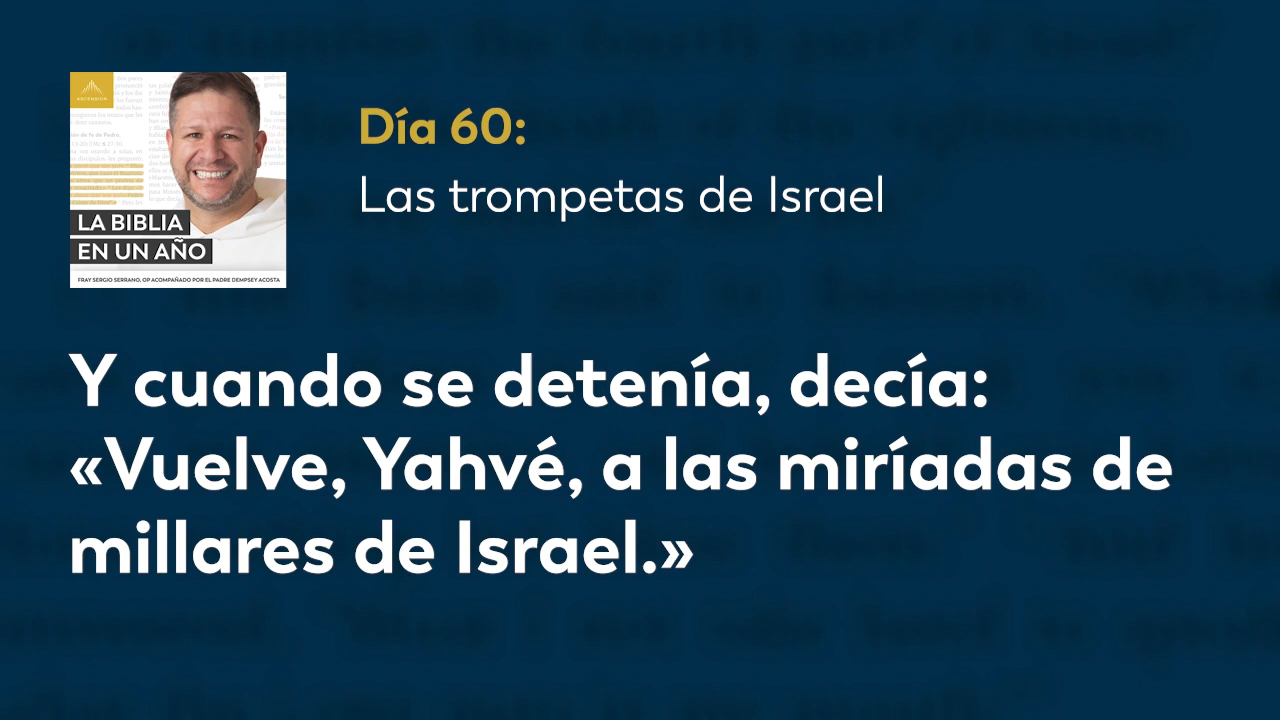 ASCENSION
LA BIBLIA
EN UN AÑO
FRAY SERGIO SERRANO, OP ACOMPAÑADO POR EL PADRE DEMPSEY ACOSTA
Día 60:
Las trompetas de Israel
Y cuando se detenía, decía:
«Vuelve, Yahvé, a las miríadas de
millares de Israel.»